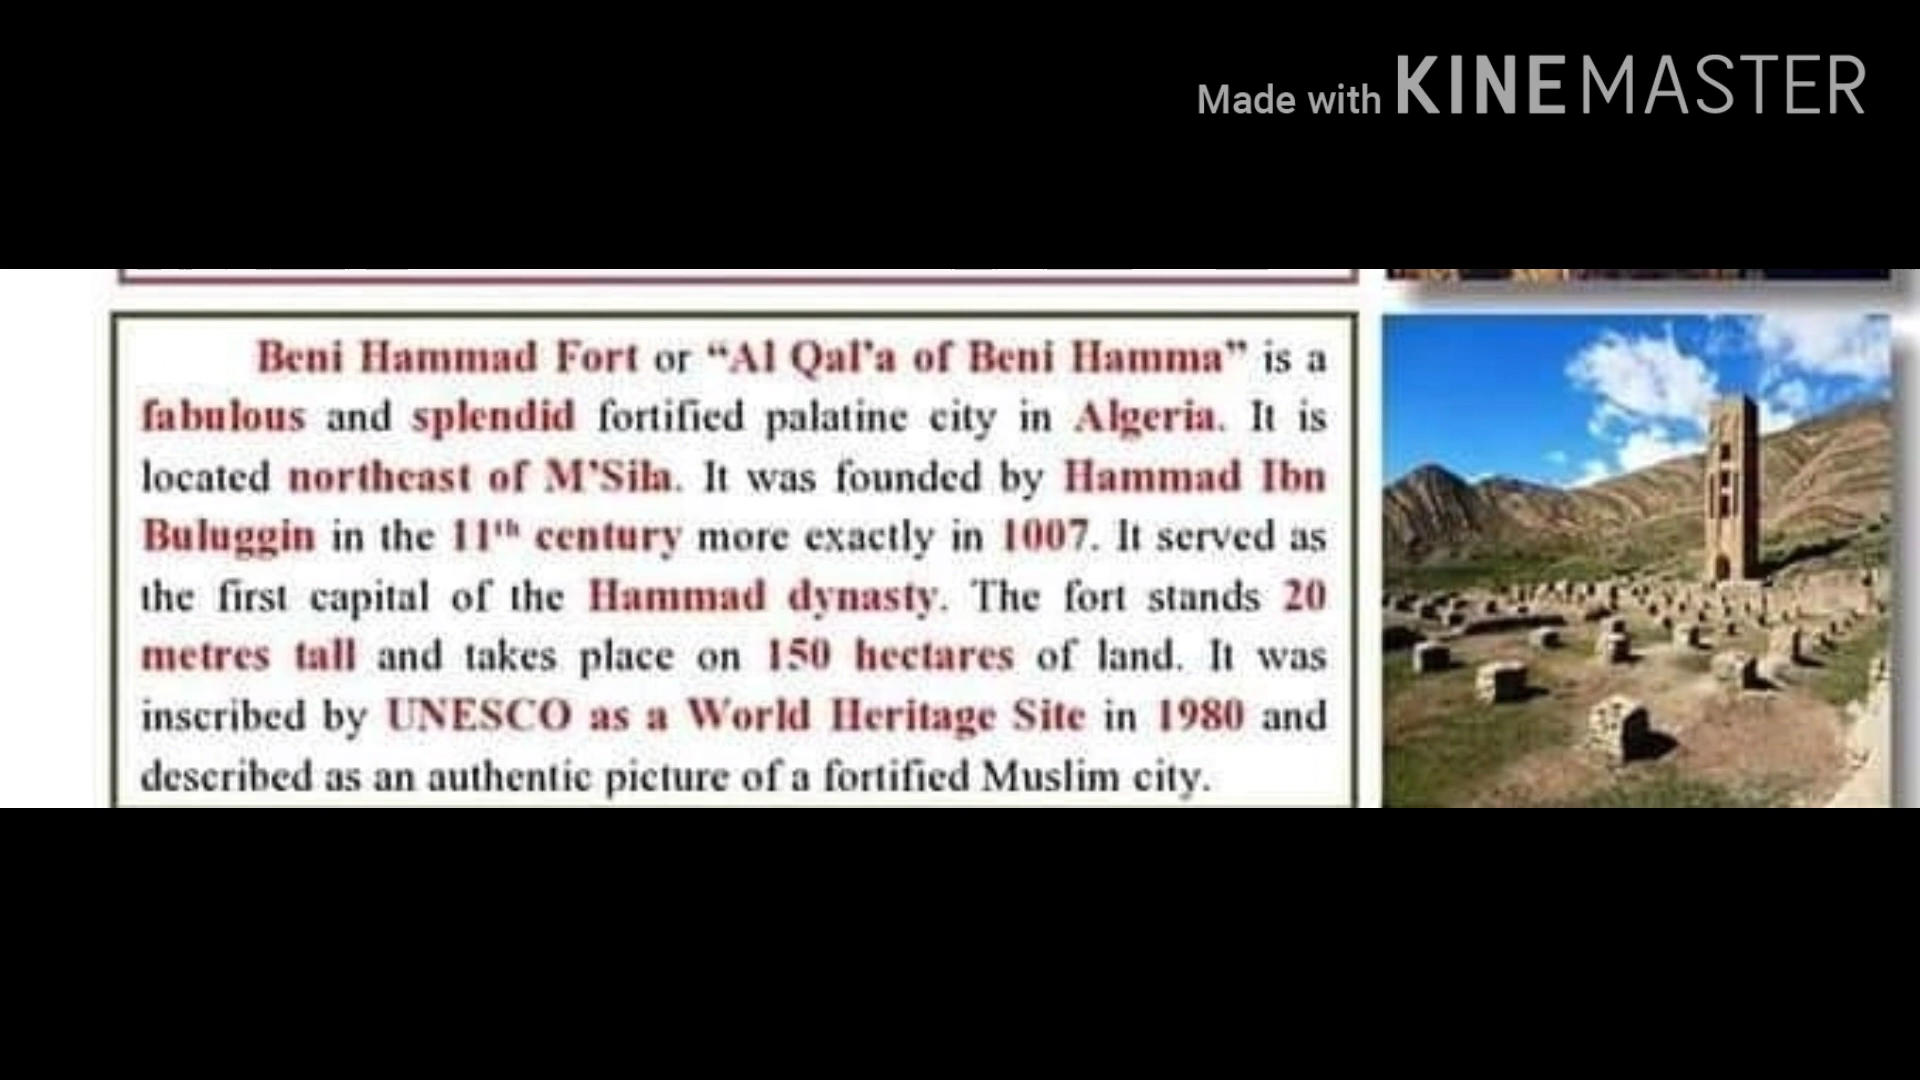 Made with KINEMASTER
Beni Hammad Fort or “Al Qal’a of Beni Hamma” is a
fabulous and splendid fortified palatine city in Algeria. It is
located northeast of M’Sila. It was founded by Hammad Ibn
Buluggin in the 11th century more exactly in 1007. It served as
the first capital of the Hammad dynasty. The fort stands 20
metres tall and takes place on 150 hectares of land. It was
inscribed by UNESCO as a World Heritage Site in 1980 and
described as an authentic picture of a fortified Muslim city.